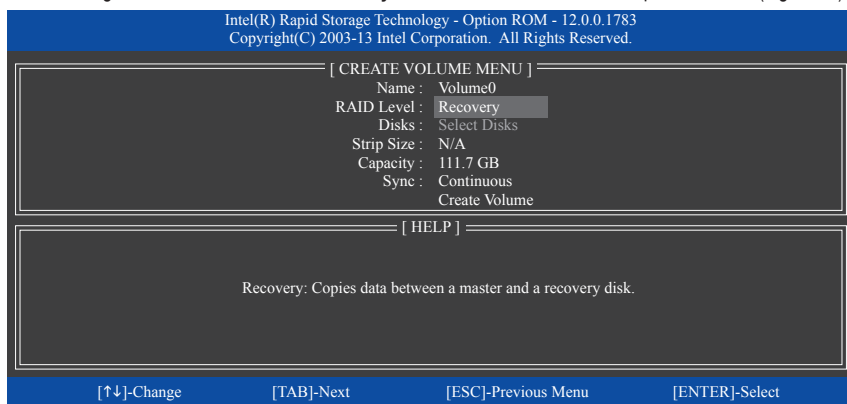 Intel(R) Rapid Storage Technology - Option ROM - 12.0.0.1783
Copyright(C) 2003-13 Intel Corporation. All Rights Reserved.
[ CREATE VOLUME MENU ]
Name : Volume0
RAID Level : Recovery
Disks : Select Disks
Strip Size : N/A
Capacity : 111.7 GB
Sync : Continuous
Create Volume
[ HELP ]
Recovery: Copies data between a master and a recovery disk.
[↑↓]-Change [TAB]-Next [ESC]-Previous Menu [ENTER]-Select